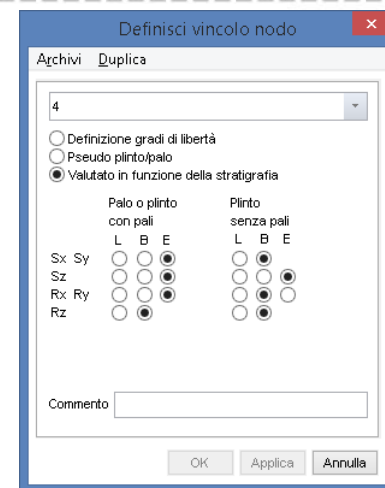 Definisci vincolo nodo
Archivi Duplica
4
Definizione gradi di libertà
Pseudo plinto/palo
Valutato in funzione della stratigrafia
Palo o plinto Plinto
con pali senza pali
L B E L B E
Sx Sy
Sz
Rx Ry
Rz
Commento
OK Applica Annulla